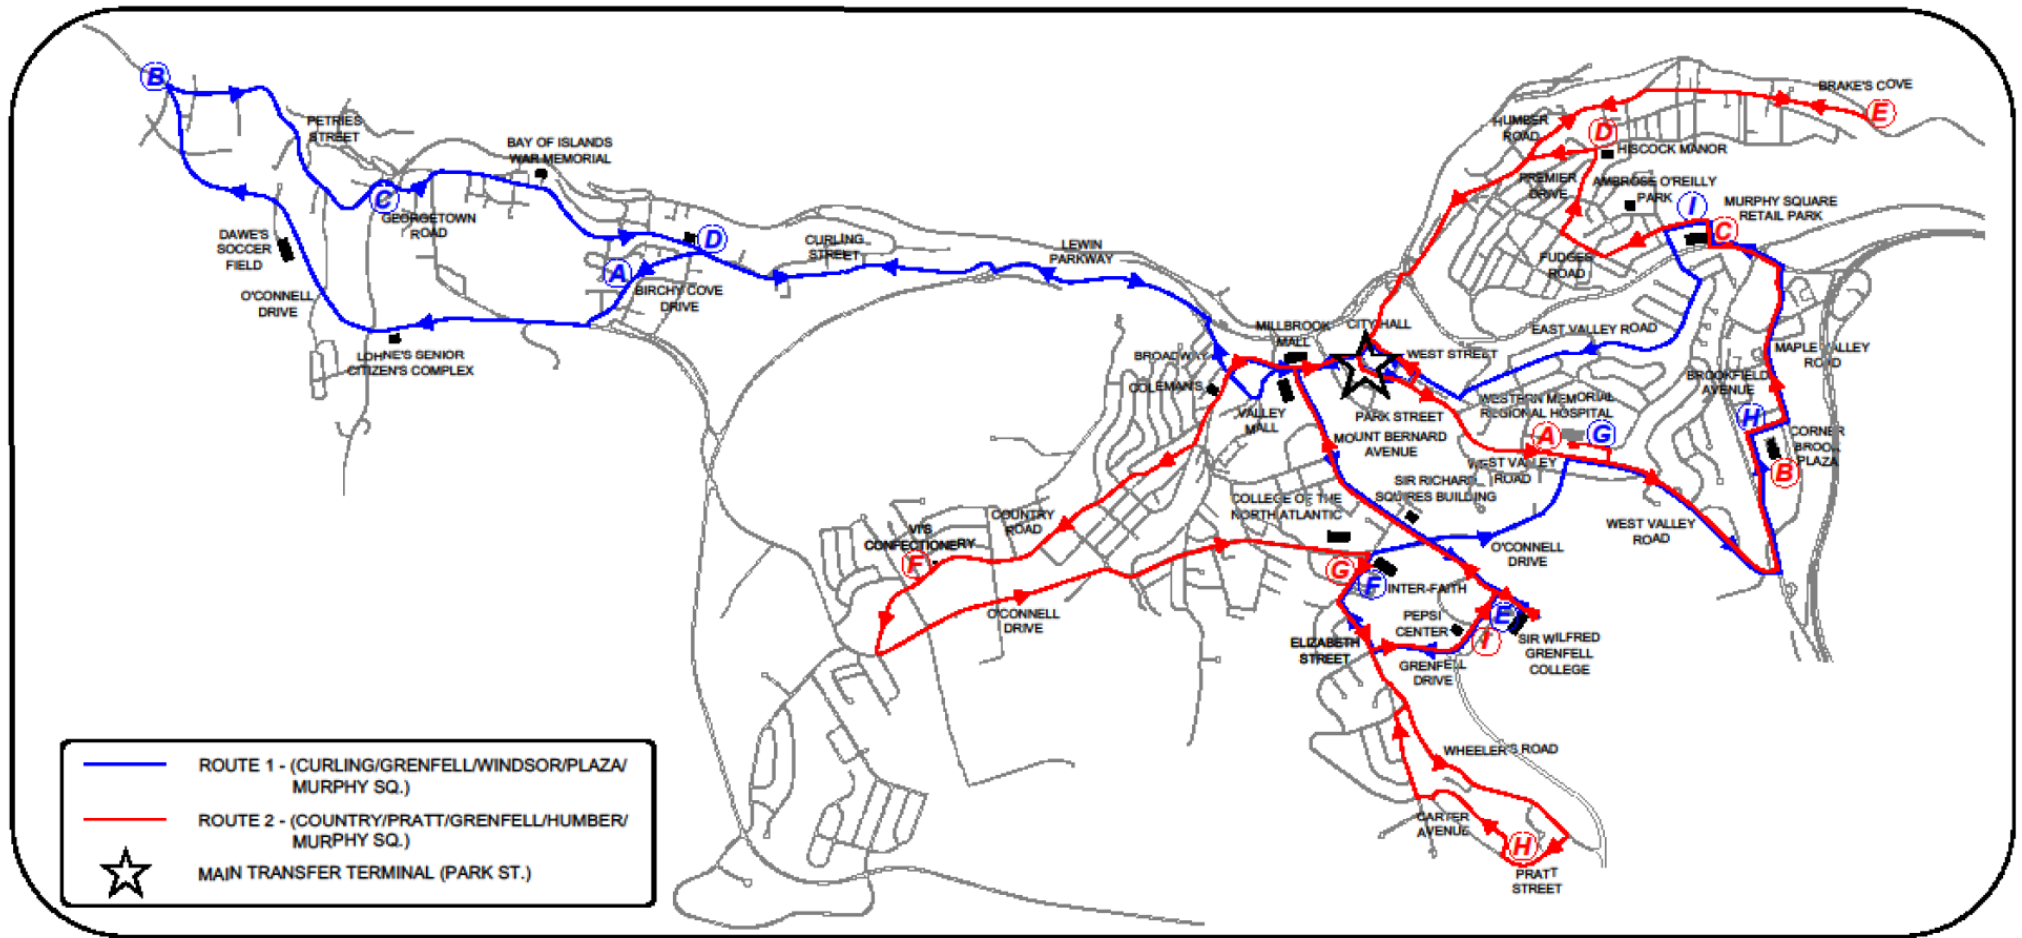 B
BRAKE'S COVE
E
PETRIES
STREET
HUMBER
ROAD
D
BAY OF ISLANDS
WAR MEMORIAL
HISCOCK MANOR
PREMIER
DRIVE
AMBROSE O'REILLY
PARK
C
I
MURPHY SQUARE
RETAIL PARK
GEORGETOWN
ROAD
C
DAWE'S
SOCCER
FIELD
D
CURLING
STREET
LEWIN
PARKWAY
FUDGES
ROAD
A
BIRCHY COVE
DRIVE
O'CONNELL
DRIVE
MILLBROOK
MALL
CITY HALL
EAST VALLEY ROAD
LOHNE'S SENIOR
CITIZEN'S COMPLEX
BROADWAY
WEST STREET
MAPLE VALLEY
ROAD
COLEMAN'S
BROOKFIELD
AVENUE
VALLEY
MALL
PARK STREET
WESTERN MEMORIAL
REGIONAL HOSPITAL
H
A
G
MOUNT BERNARD
AVENUE
CORNER
BROOK
PLAZA
B
WEST VALLEY
ROAD
SIR RICHARD
SQUIRES BUILDING
COLLEGE OF THE
NORTH ATLANTIC
COUNTRY
ROAD
WEST VALLEY
ROAD
VI'S
CONFECTIONERY
F
O'CONNELL
DRIVE
G
F
INTER-FAITH
O'CONNELL
DRIVE
PEPSI
CENTER
E
I
ELIZABETH
STREET
SIR WILFRED
GRENFELL
COLLEGE
GRENFELL
DRIVE
WHEELER'S ROAD
CARTER
AVENUE
H
PRATT
STREET
ROUTE 1 - (CURLING/GRENFELL/WINDSOR/PLAZA/
MURPHY SQ.)
ROUTE 2 - (COUNTRY/PRATT/GRENFELL/HUMBER/
MURPHY SQ.)
MAIN TRANSFER TERMINAL (PARK ST.)